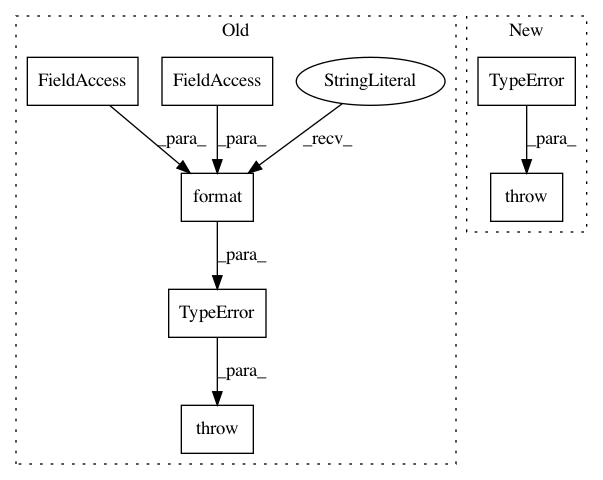 Old
New
FieldAccess
FieldAccess
StringLiteral
TypeError
_para_
_para_
_recv_
_para_
format
throw
_para_
TypeError
_para_
throw